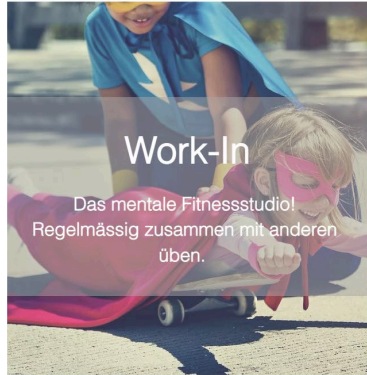 Work-In
Das mentale Fitnessstudio!
Regelmässig zusammen mit anderen
üben.